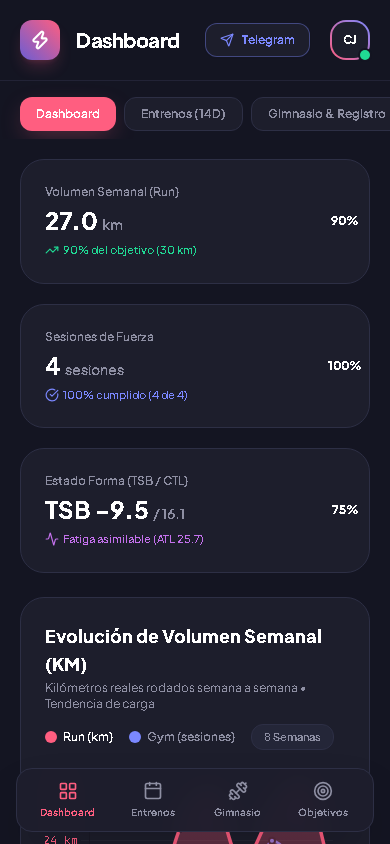 Dashboard
Telegram
CJ
Dashboard
Entrenos (14D)
Gimnasio & Registro
Volumen Semanal (Run)
27.0 km
90%
90% del objetivo (30 km)
Sesiones de Fuerza
4 sesiones
100%
100% cumplido (4 de 4)
Estado Forma (TSB / CTL)
TSB -9.5 / 16.1
75%
Fatiga asimilable (ATL 25.7)
Evolución de Volumen Semanal
(KM)
Kilómetros reales rodados semana a semana •
Tendencia de carga
Run (km)
Gym (sesiones)
8 Semanas
Dashboard
Entrenos
Gimnasio
Objetivos
24 km